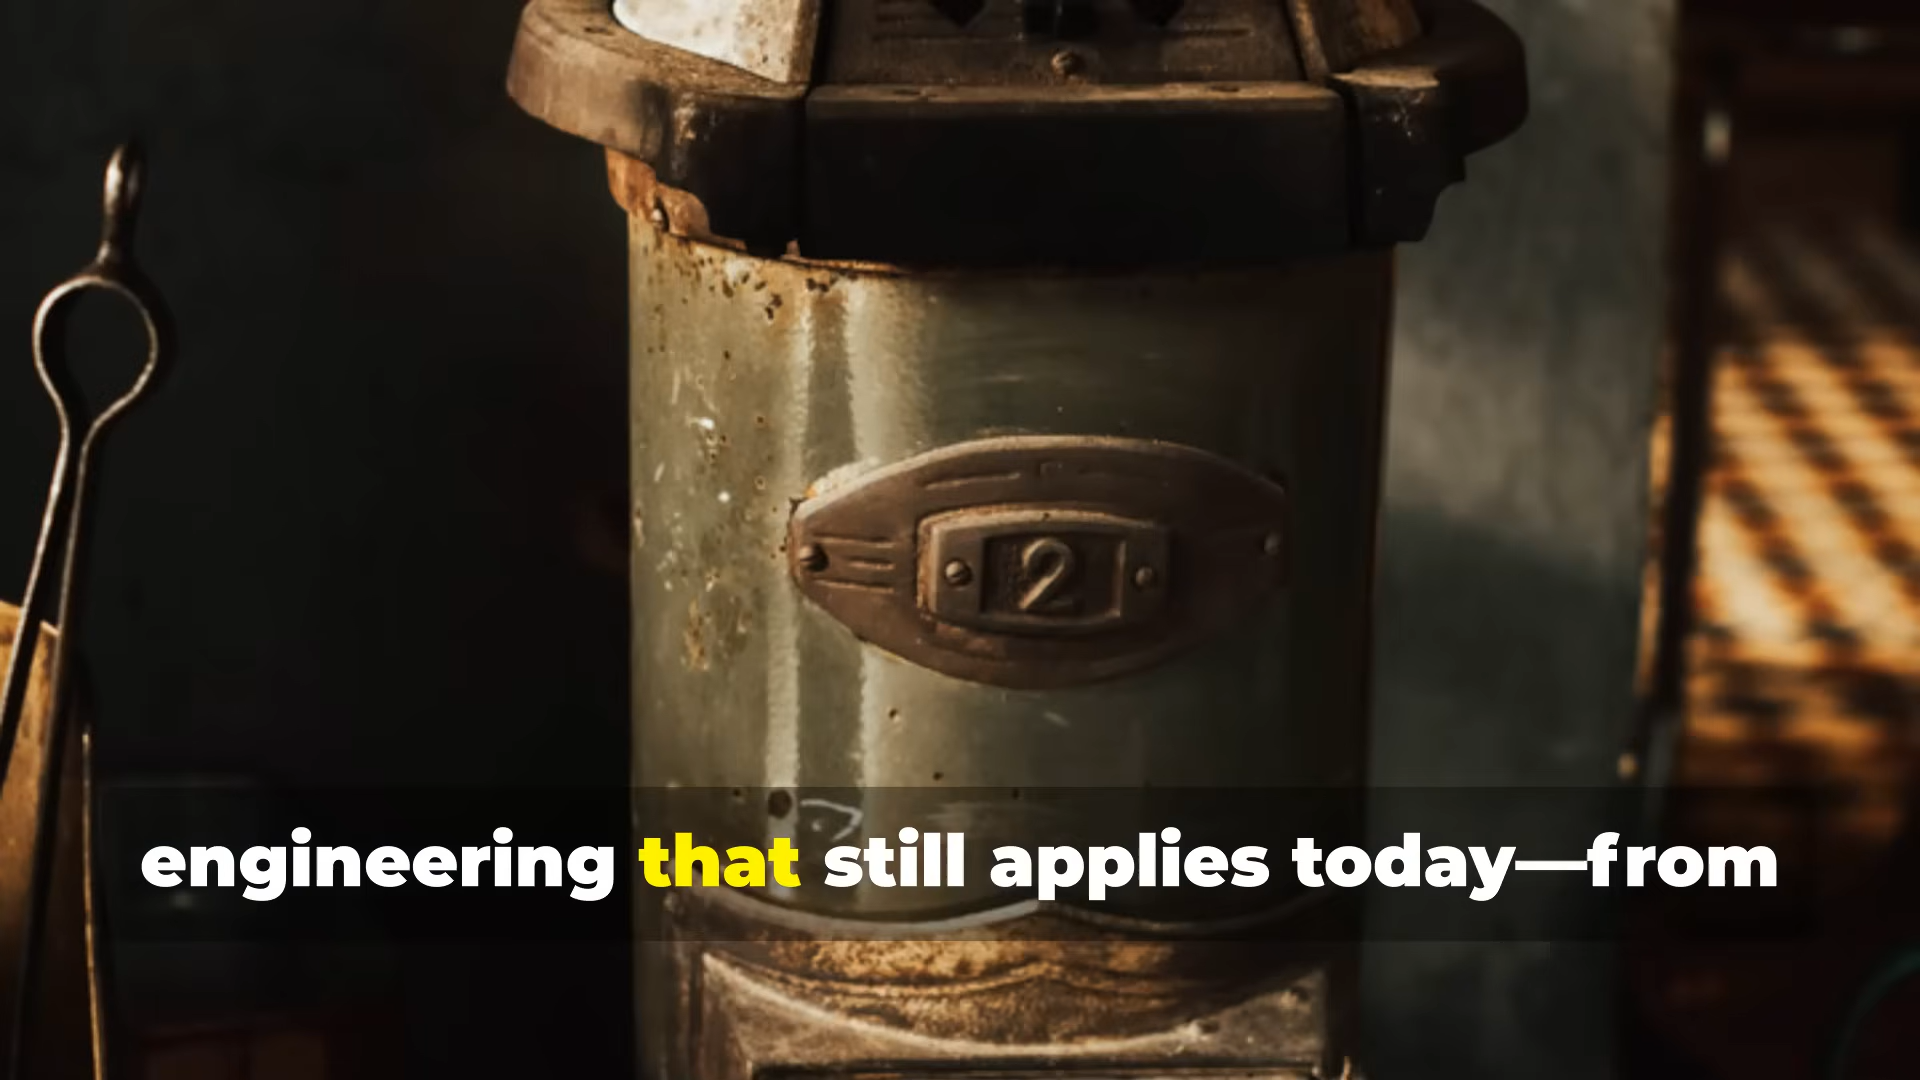 2
engineering that still applies today—from